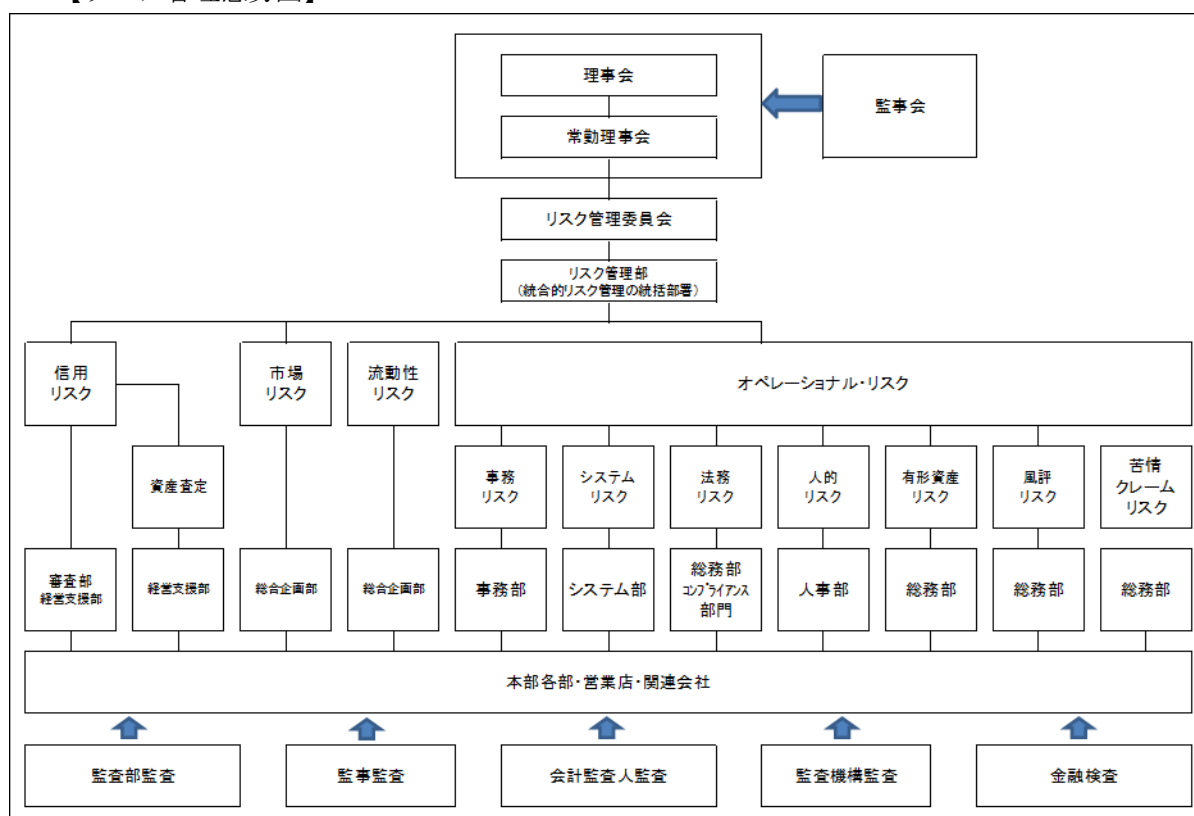 理事会
監事会
常勤理事会
リスク管理委員会
リスク管理部
(統合的リスク管理の統括部署)
信用
リスク
市場
リスク
流動性
リスク
オペレーショナル・リスク
資産査定
事務
リスク
システム
リスク
法務
リスク
人的
リスク
有形資産
リスク
風評
リスク
苦情
クレーム
リスク
審査部
経営支援部
経営支援部
総合企画部
総合企画部
事務部
システム部
総務部
コンプライアンス
部門
人事部
総務部
総務部
総務部
本部各部・営業店・関連会社
監査部監査
監事監査
会計監査人監査
監査機構監査
金融検査